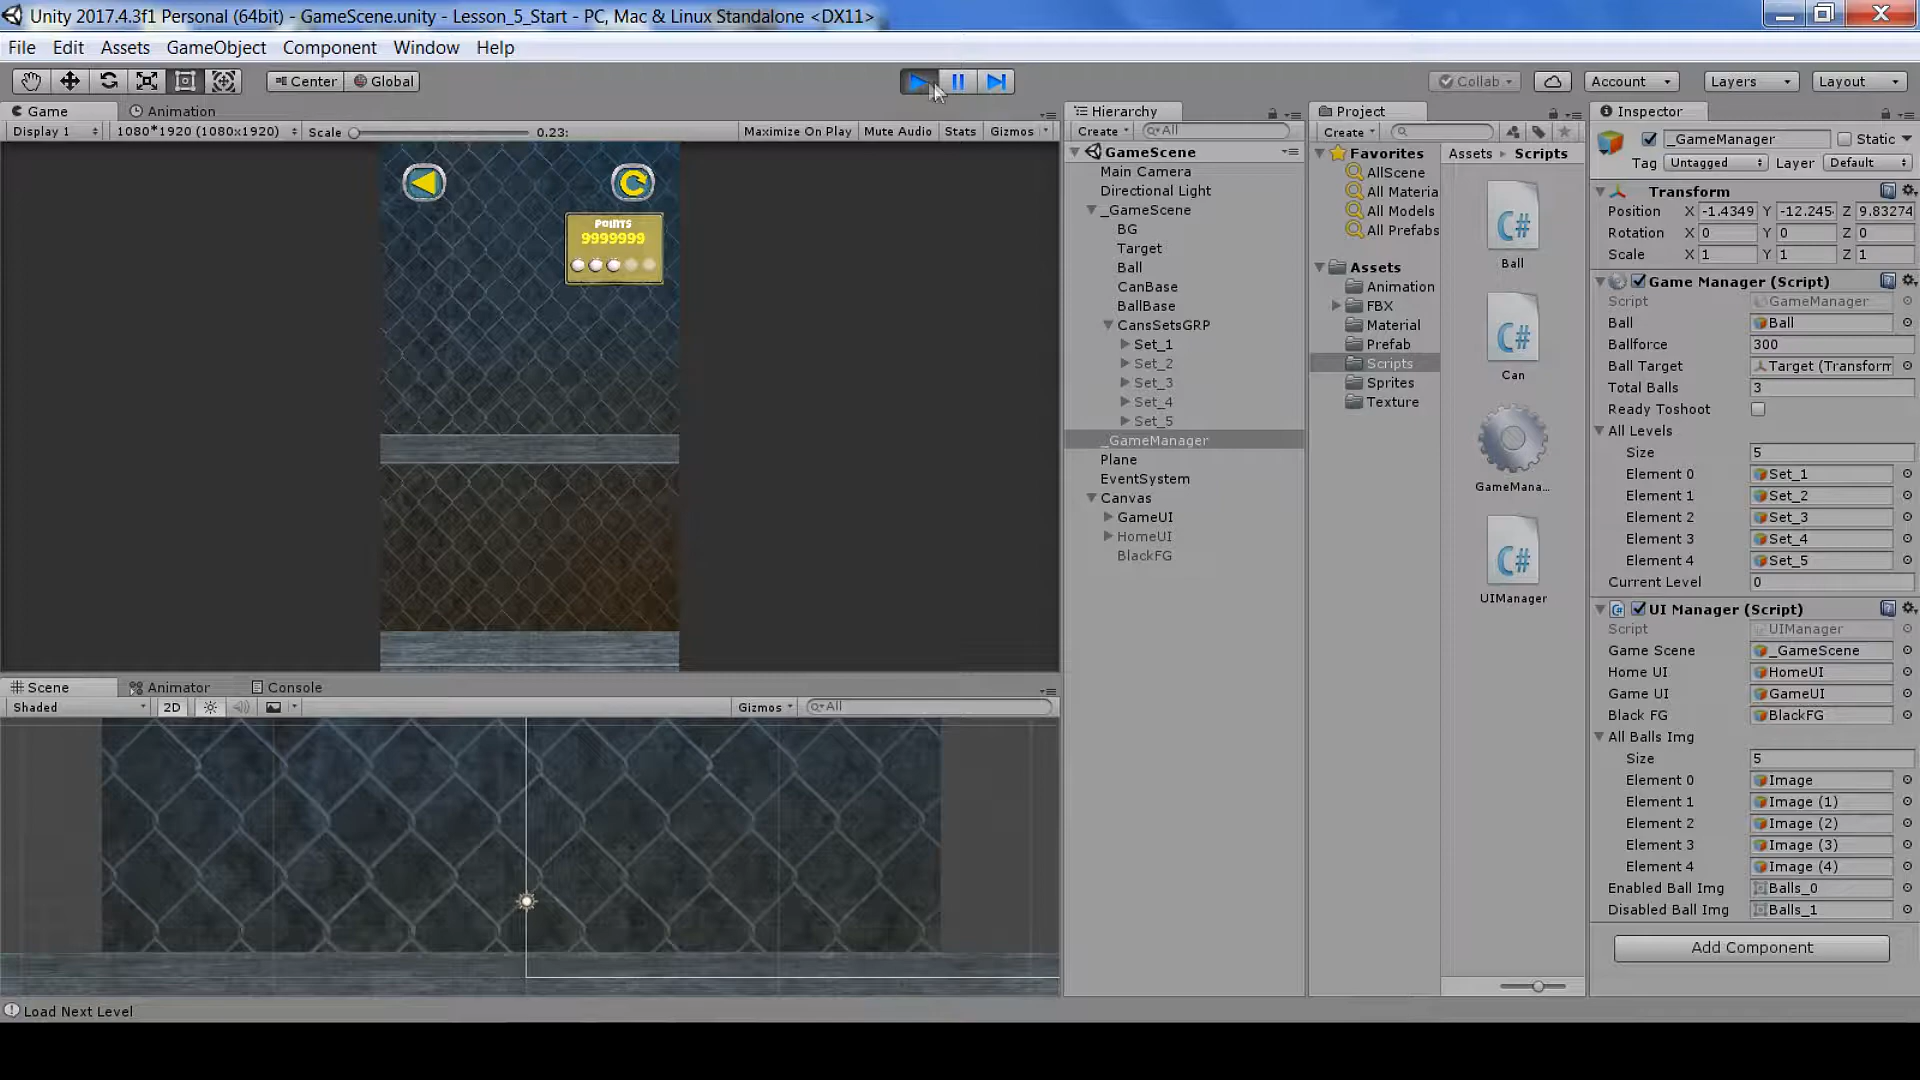 Unity 2017.4.3f1 Personal (64bit) - GameScene.unity - Lesson_5_Start - PC, Mac & Linux Standalone <DX11>
File Edit Assets GameObject Component Window Help
Center Global Collab Account Layers Layout
Game Animation
Display 1 1080*1920 (1080x1920) Scale 0.23: Maximize On Play Mute Audio Stats Gizmos
POINTS
9999999
Scene Animator Console
Shaded 2D Gizmos All
Load Next Level
Hierarchy
Create All
GameScene
Main Camera
Directional Light
_GameScene
BG
Target
Ball
CanBase
BallBase
CansSetsGRP
Set_1
Set_2
Set_3
Set_4
Set_5
_GameManager
Plane
EventSystem
Canvas
GameUI
HomeUI
BlackFG
Project
Create
Favorites
AllScene
All Materia
All Models
All Prefabs
Assets
Animation
FBX
Material
Prefab
Scripts
Sprites
Texture
Assets Scripts
C#
Ball
C#
Can
GameMana...
C#
UIManager
Inspector
_GameManager Static
Tag Untagged Layer Default
Transform
Position X -1.4349 Y -12.245 Z 9.83274
Rotation X 0 Y 0 Z 0
Scale X 1 Y 1 Z 1
Game Manager (Script)
Script GameManager
Ball Ball
Ballforce 300
Ball Target Target (Transform
Total Balls 3
Ready Toshoot
All Levels
Size 5
Element 0 Set_1
Element 1 Set_2
Element 2 Set_3
Element 3 Set_4
Element 4 Set_5
Current Level 0
UI Manager (Script)
Script UIManager
Game Scene _GameScene
Home UI HomeUI
Game UI GameUI
Black FG BlackFG
All Balls Img
Size 5
Element 0 Image
Element 1 Image (1)
Element 2 Image (2)
Element 3 Image (3)
Element 4 Image (4)
Enabled Ball Img Balls_0
Disabled Ball Img Balls_1
Add Component